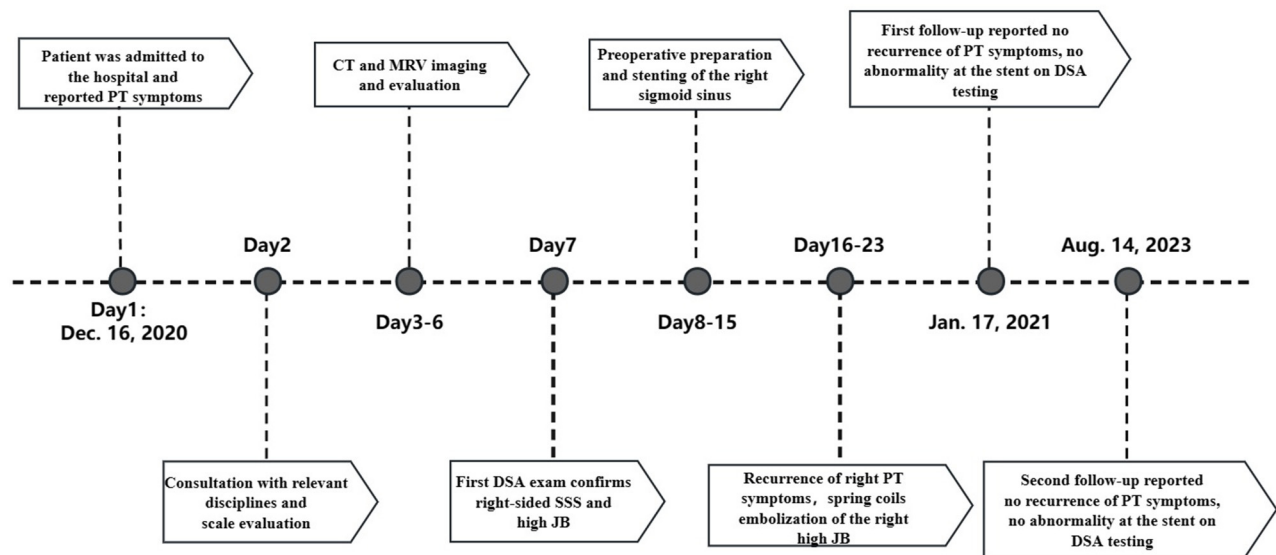 Patient was admitted to
the hospital and
reported PT symptoms
CT and MRV imaging
and evaluation
Preoperative preparation
and stenting of the right
sigmoid sinus
First follow-up reported no
recurrence of PT symptoms, no
abnormality at the stent on DSA
testing
Day2
Day7
Day16-23
Aug. 14, 2023
Day1:
Dec. 16, 2020
Day3-6
Day8-15
Jan. 17, 2021
Consultation with relevant
disciplines and
scale evaluation
First DSA exam confirms
right-sided SSS and
high JB
Recurrence of right PT
symptoms, spring coils
embolization of the right
high JB
Second follow-up reported
no recurrence of PT symptoms,
no abnormality at the stent on
DSA testing